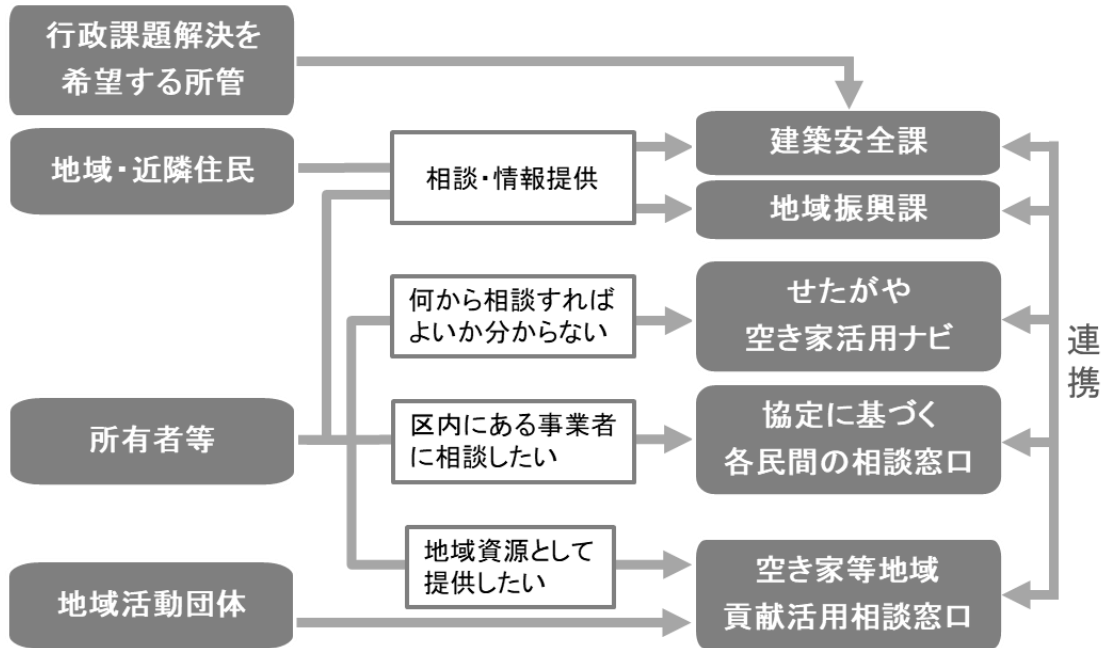 行政課題解決を
希望する所管
地域・近隣住民
相談・情報提供
建築安全課
地域振興課
何から相談すれば
よいか分からない
せたがや
空き家活用ナビ
所有者等
区内にある事業者
に相談したい
協定に基づく
各民間の相談窓口
地域資源として
提供したい
地域活動団体
空き家等地域
貢献活用相談窓口
連
携